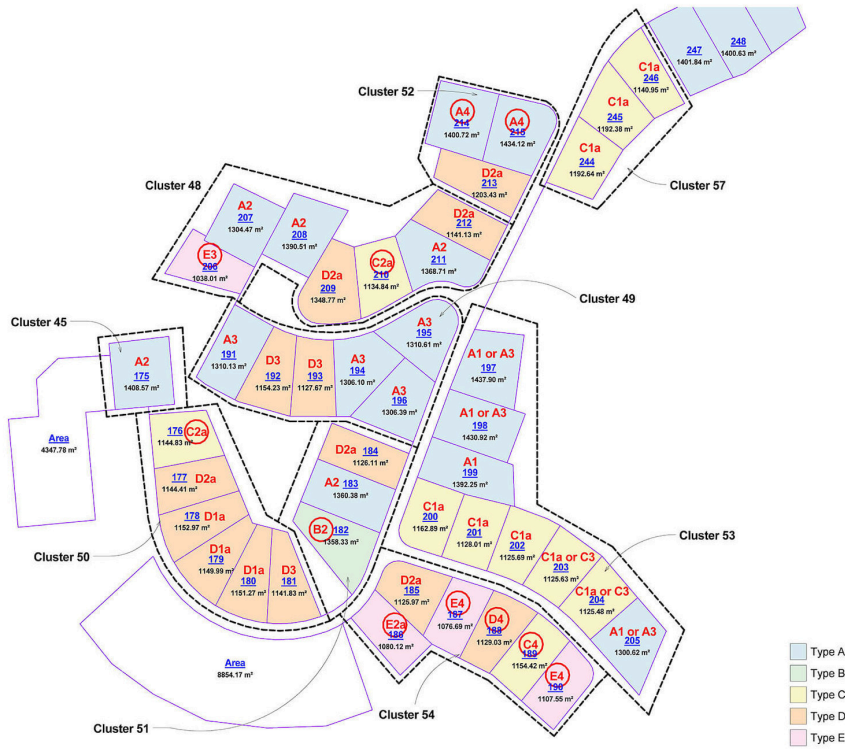 247
1401.84 m²
248
1400.63 m²
C1a
246
1140.95 m²
C1a
245
1192.38 m²
C1a
244
1192.64 m²
Cluster 57
Cluster 52
A4
214
1400.72 m²
A4
215
1434.12 m²
D2a
213
1203.43 m²
Cluster 48
A2
207
1304.47 m²
A2
208
1390.51 m²
E3
206
1038.01 m²
D2a
209
1348.77 m²
C2a
210
1134.84 m²
D2a
212
1141.13 m²
A2
211
1368.71 m²
Cluster 49
A3
195
1310.61 m²
A3
191
1310.13 m²
D3
192
1154.23 m²
D3
193
1127.67 m²
A3
194
1306.10 m²
A3
196
1306.39 m²
Cluster 45
A2
175
1408.57 m²
Area
4347.78 m²
176
C2a
1144.83 m²
177
D2a
1144.41 m²
178
D1a
1152.97 m²
D1a
179
1149.99 m²
D1a
180
1151.27 m²
D3
181
1141.83 m²
Cluster 50
D2a
184
1126.11 m²
A2
183
1360.38 m²
B2
182
1358.33 m²
Cluster 51
A1 or A3
197
1437.90 m²
A1 or A3
198
1430.92 m²
A1
199
1392.25 m²
C1a
200
1162.89 m²
C1a
201
1128.01 m²
C1a
202
1125.69 m²
C1a or C3
203
1125.63 m²
C1a or C3
204
1125.48 m²
A1 or A3
205
1300.62 m²
Cluster 53
D2a
185
1125.97 m²
E2a
186
1080.12 m²
E4
187
1076.69 m²
D4
188
1129.03 m²
C4
189
1154.42 m²
E4
190
1107.55 m²
Cluster 54
Area
8854.17 m²
Type A
Type B
Type C
Type D
Type E